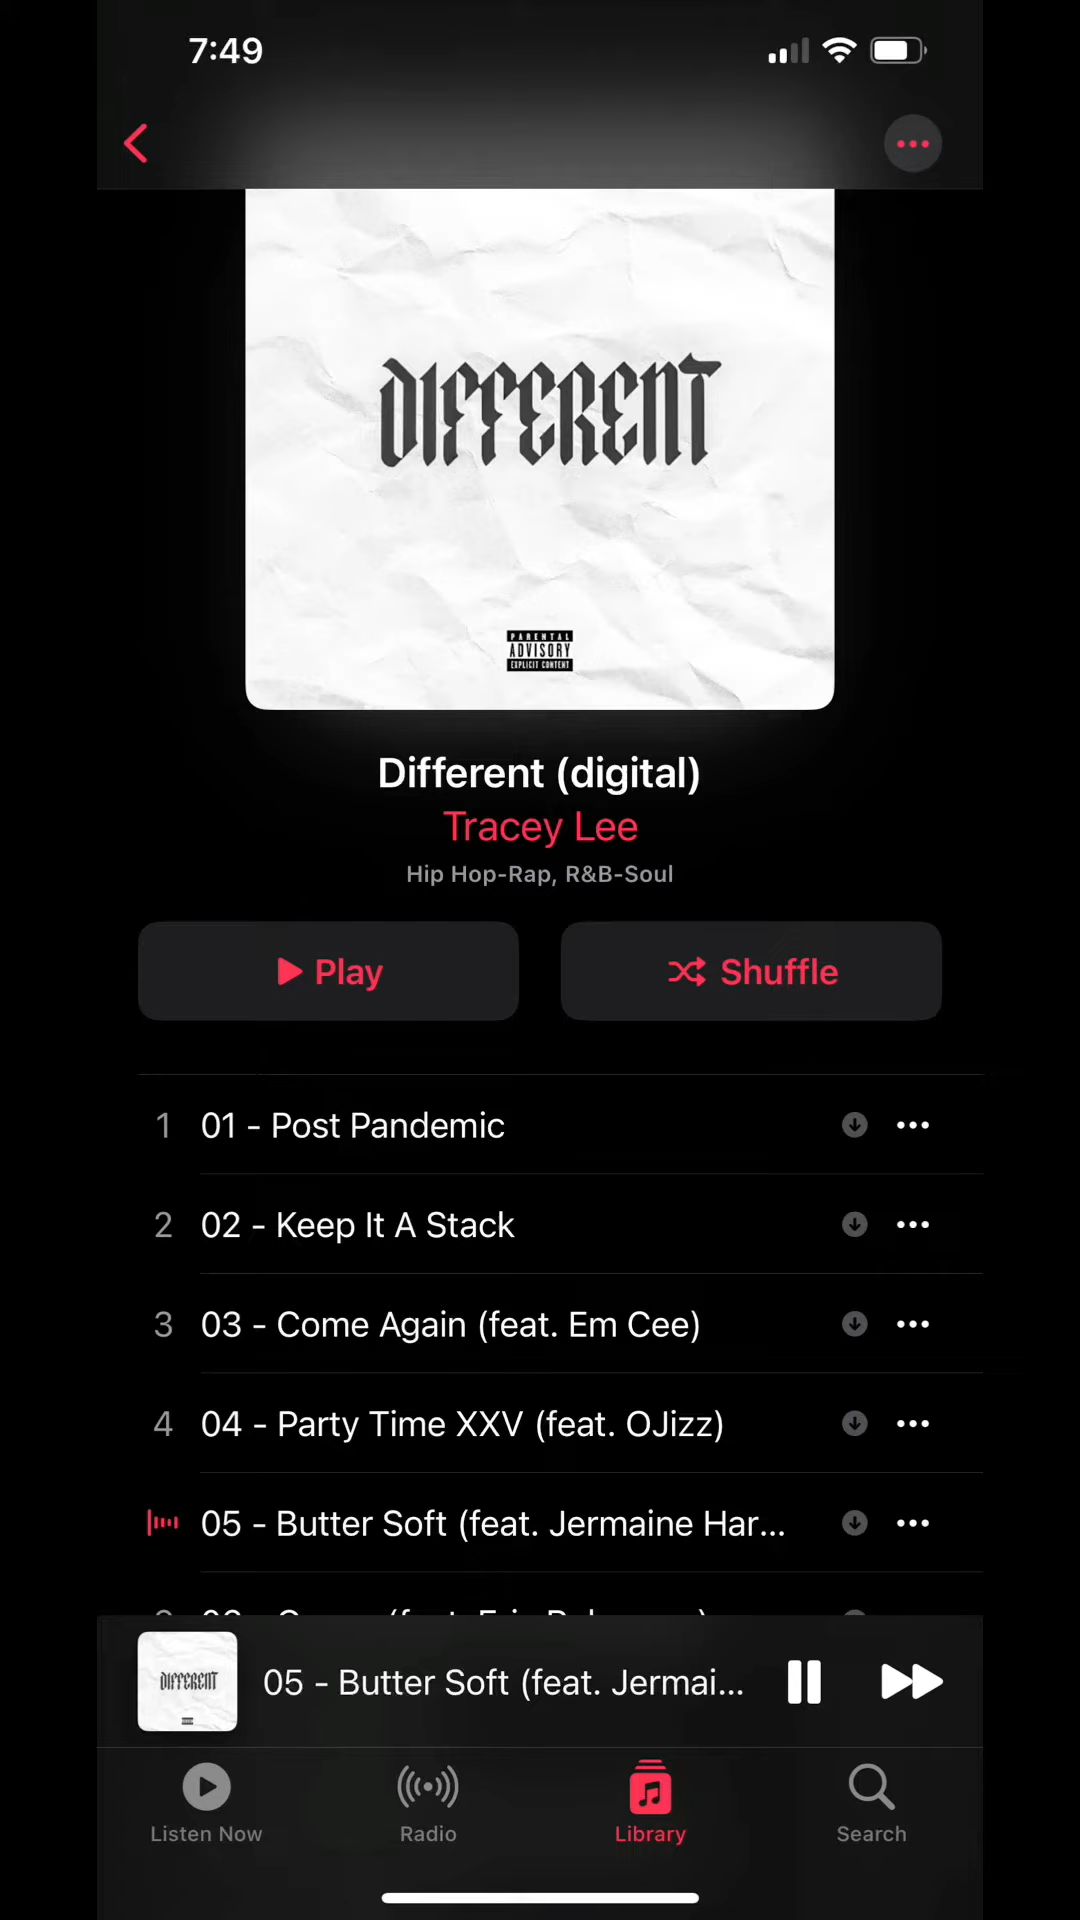 7:49
DIFFERENT
PARENTAL
ADVISORY
EXPLICIT CONTENT
Different (digital)
Tracey Lee
Hip Hop-Rap, R&B-Soul
Play
Shuffle
1 01 - Post Pandemic
2 02 - Keep It A Stack
3 03 - Come Again (feat. Em Cee)
4 04 - Party Time XXV (feat. OJizz)
05 - Butter Soft (feat. Jermaine Har...
DIFFERENT
05 - Butter Soft (feat. Jermai...
Listen Now
Radio
Library
Search